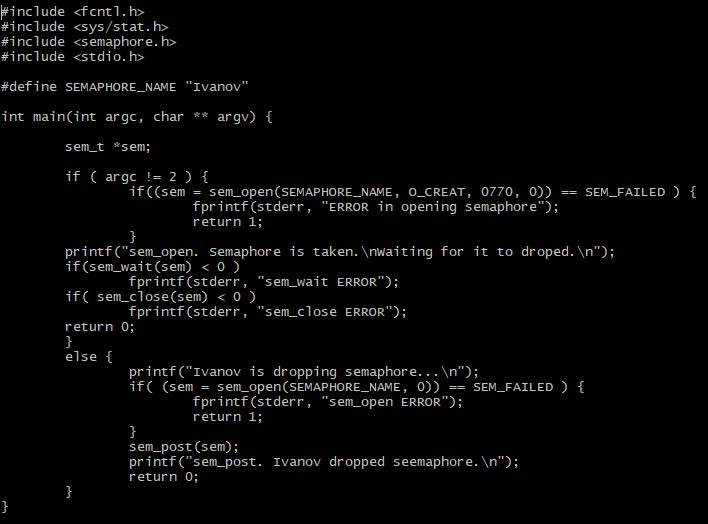 #include <fcntl.h>
#include <sys/stat.h>
#include <semaphore.h>
#include <stdio.h>

#define SEMAPHORE_NAME "Ivanov"

int main(int argc, char ** argv) {

        sem_t *sem;

        if ( argc != 2 ) {
                if((sem = sem_open(SEMAPHORE_NAME, O_CREAT, 0770, 0)) == SEM_FAILED ) {
                        fprintf(stderr, "ERROR in opening semaphore");
                        return 1;
                }
        printf("sem_open. Semaphore is taken.\nWaiting for it to droped.\n");
        if(sem_wait(sem) < 0 )
                fprintf(stderr, "sem_wait ERROR");
        if( sem_close(sem) < 0 )
                fprintf(stderr, "sem_close ERROR");
        return 0;
        }
        else {
                printf("Ivanov is dropping semaphore...\n");
                if( (sem = sem_open(SEMAPHORE_NAME, 0)) == SEM_FAILED ) {
                        fprintf(stderr, "sem_open ERROR");
                        return 1;
                }
                sem_post(sem);
                printf("sem_post. Ivanov dropped seemaphore.\n");
                return 0;
        }
}